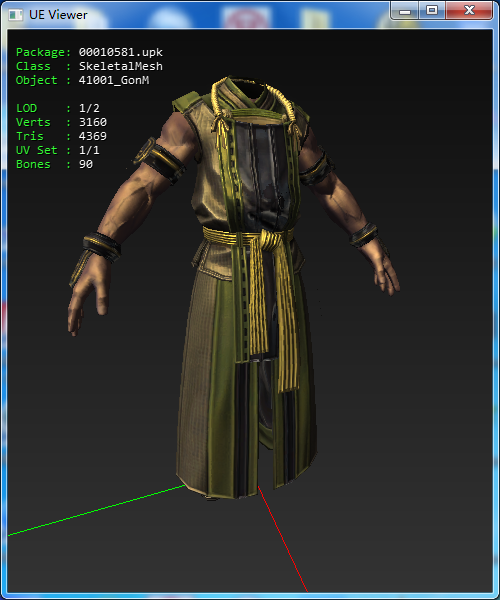 UE Viewer
Package: 00010581.upk
Class : SkeletalMesh
Object : 41001_GonM
LOD : 1/2
Verts : 3160
Tris : 4369
UV Set : 1/1
Bones : 90